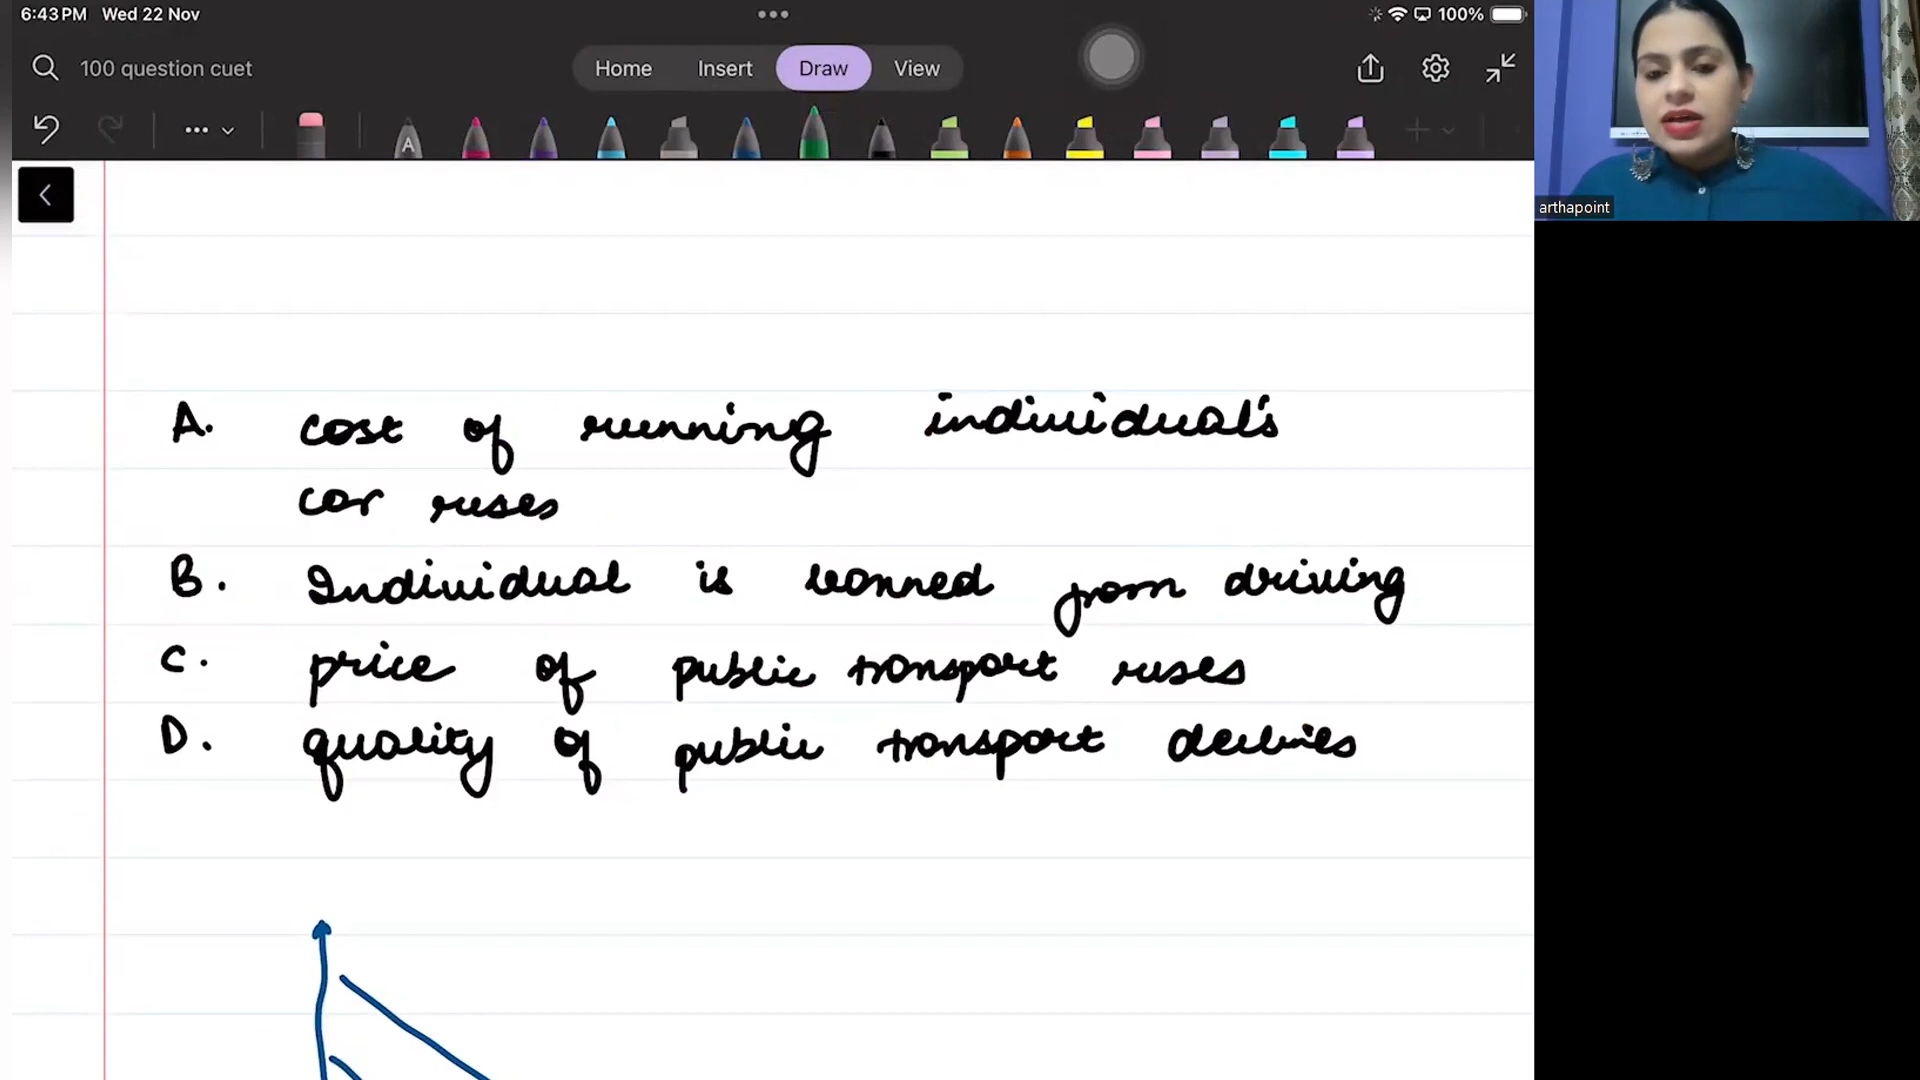 6:43 PM Wed 22 Nov
100%
100 question cuet
Home Insert Draw View
A
arthapoint
A. cost of running individual's
car rises
B. Individual is banned from driving
C. price of public transport rises
D. quality of public transport declines